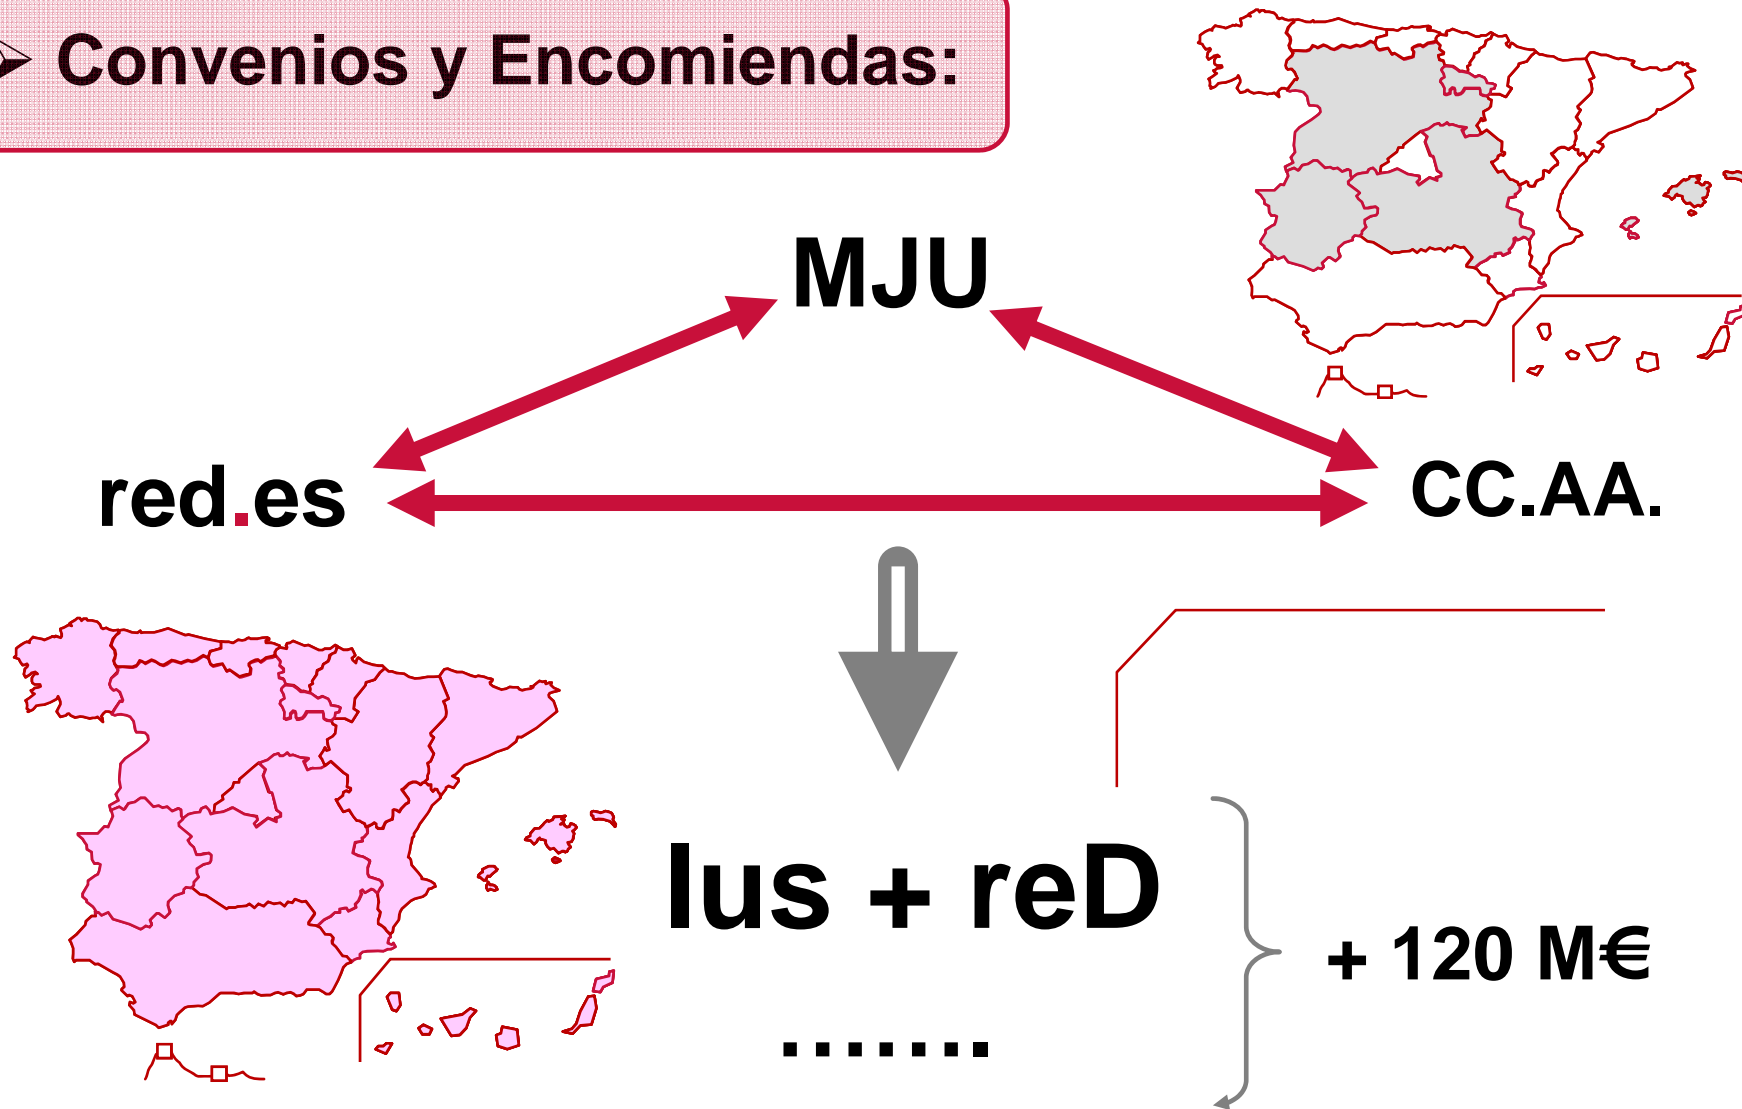 ➢ Convenios y Encomiendas:
MJU
red.es
CC.AA.
Ius + reD
+ 120 M€
.......